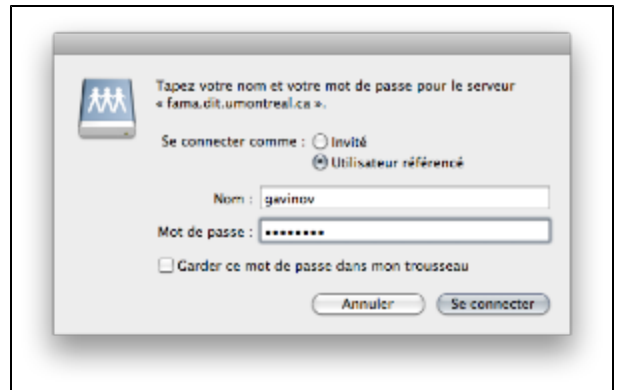 Tapez votre nom et votre mot de passe pour le serveur
« fama.dit.umontreal.ca ».
Se connecter comme : Invité
Utilisateur référencé
Nom : gavinov
Mot de passe : ••••••••
Garder ce mot de passe dans mon trousseau
Annuler Se connecter